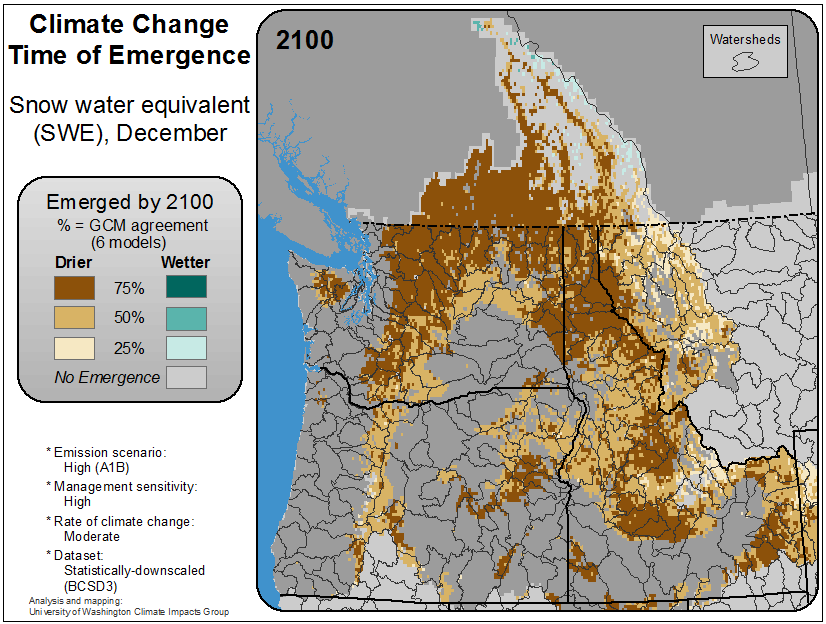 Climate Change
Time of Emergence
Snow water equivalent
(SWE), December
Emerged by 2100
% = GCM agreement
(6 models)
Drier Wetter
75%
50%
25%
No Emergence
* Emission scenario:
High (A1B)
* Management sensitivity:
High
* Rate of climate change:
Moderate
* Dataset:
Statistically-downscaled
(BCSD3)
Analysis and mapping:
University of Washington Climate Impacts Group
2100
Watersheds